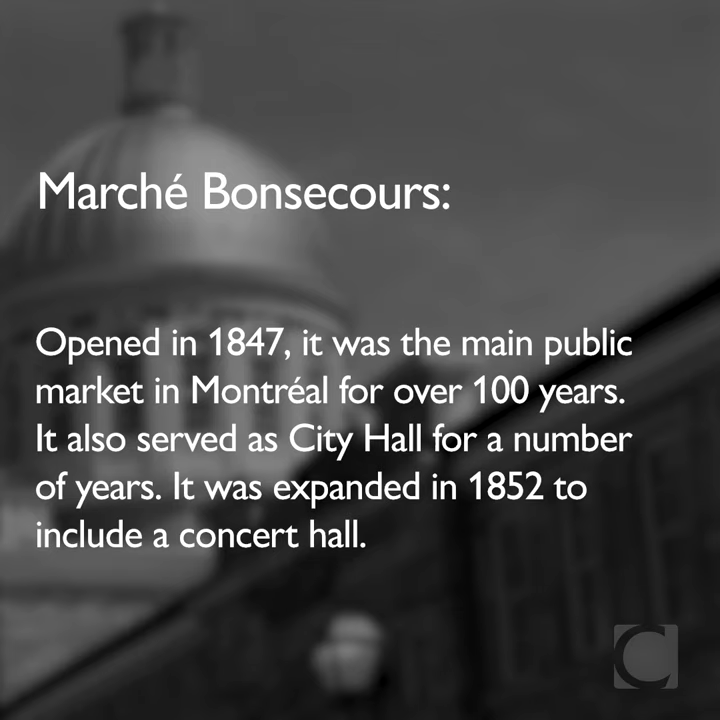 Marché Bonsecours:
Opened in 1847, it was the main public
market in Montréal for over 100 years.
It also served as City Hall for a number
of years. It was expanded in 1852 to
include a concert hall.
C